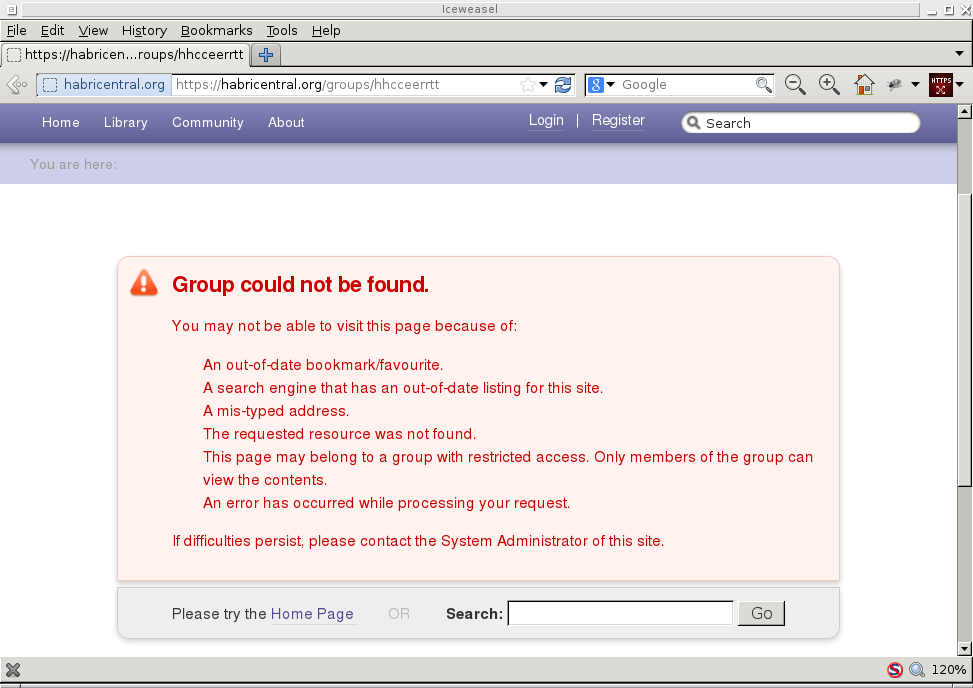 Iceweasel
File Edit View History Bookmarks Tools Help
https://habricen...roups/hhcceerrtt
habricentral.org https://habricentral.org/groups/hhcceerrtt 8 Google HTTPS
Home Library Community About Login | Register Search
You are here:
Group could not be found.
You may not be able to visit this page because of:
An out-of-date bookmark/favourite.
A search engine that has an out-of-date listing for this site.
A mis-typed address.
The requested resource was not found.
This page may belong to a group with restricted access. Only members of the group can
view the contents.
An error has occurred while processing your request.
If difficulties persist, please contact the System Administrator of this site.
Please try the Home Page OR Search: Go
S 120%